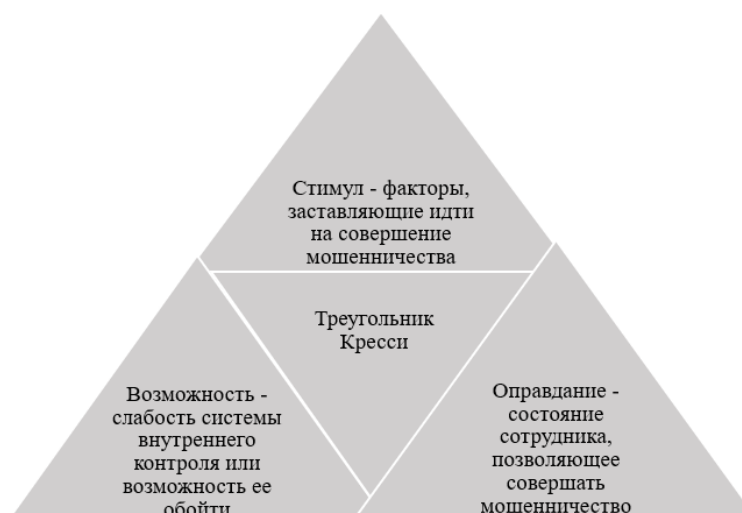 Стимул - факторы,
заставляющие идти
на совершение
мошенничества
Треугольник
Кресси
Возможность -
слабость системы
внутреннего
контроля или
возможность ее
обойти
Оправдание -
состояние
сотрудника,
позволяющее
совершать
мошенничество